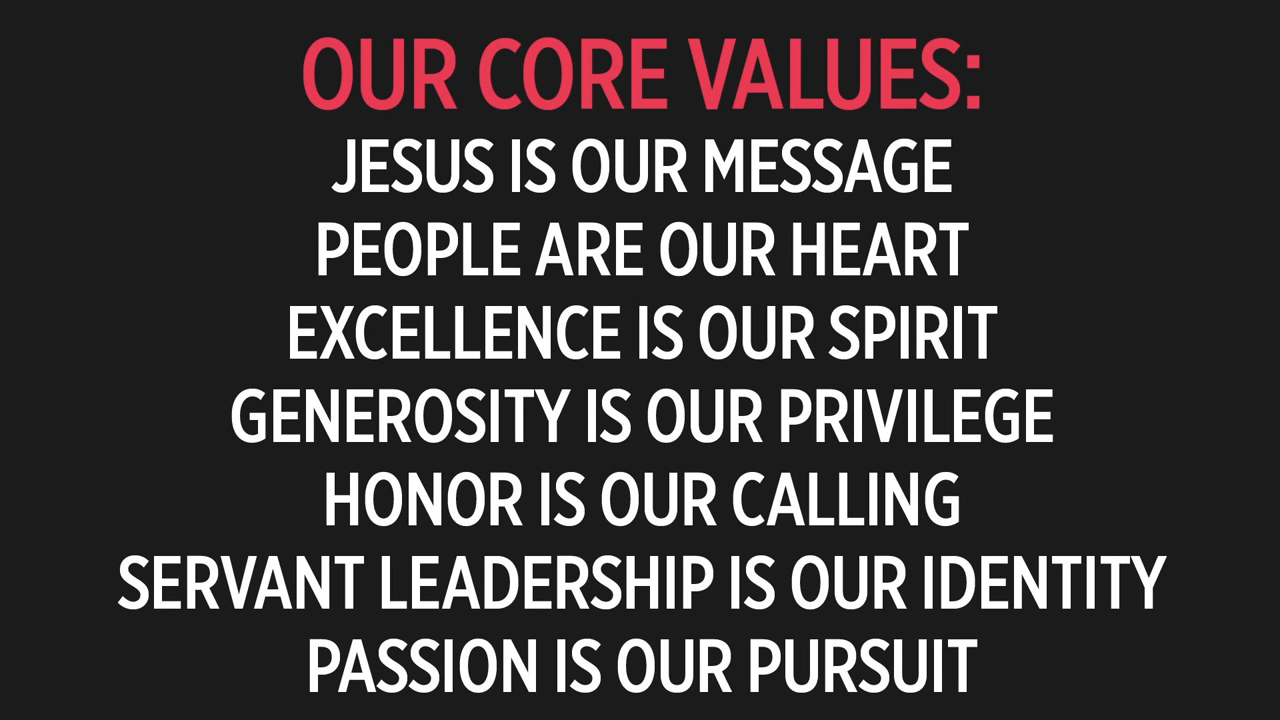 OUR CORE VALUES:
JESUS IS OUR MESSAGE
PEOPLE ARE OUR HEART
EXCELLENCE IS OUR SPIRIT
GENEROSITY IS OUR PRIVILEGE
HONOR IS OUR CALLING
SERVANT LEADERSHIP IS OUR IDENTITY
PASSION IS OUR PURSUIT